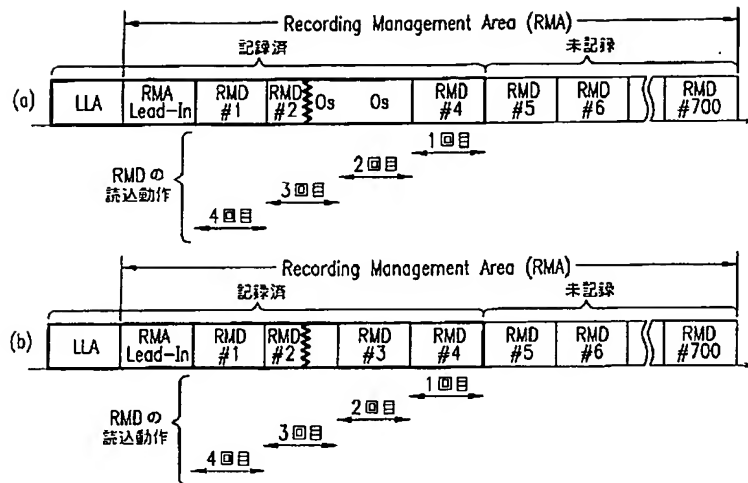 Recording Management Area (RMA)
記録済 未記録
(a) LLA RMA Lead-In RMD #1 RMD #2 Os Os RMD #4 RMD #5 RMD #6 RMD #700
1回目
2回目
RMDの 読込動作
3回目
4回目
Recording Management Area (RMA)
記録済 未記録
(b) LLA RMA Lead-In RMD #1 RMD #2 RMD #3 RMD #4 RMD #5 RMD #6 RMD #700
1回目
2回目
RMDの 読込動作
3回目
4回目